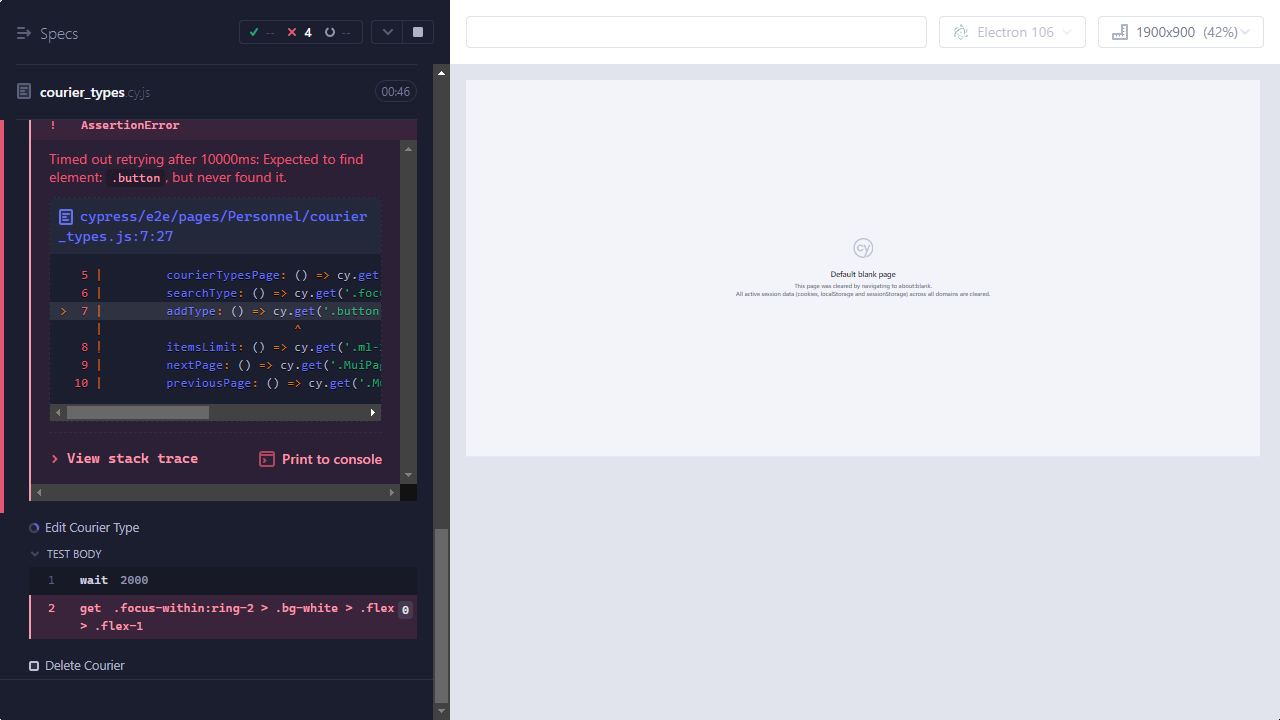 Specs
--
4
--
Electron 106
1900x900 (42%)
courier_types.cy.js
00:46
! AssertionError
Timed out retrying after 10000ms: Expected to find
element: .button, but never found it.
cypress/e2e/pages/Personnel/courier
_types.js:7:27
5 | courierTypesPage: () => cy.get
6 | searchType: () => cy.get('.foc
> 7 | addType: () => cy.get('.button
| ^
8 | itemsLimit: () => cy.get('.ml-
9 | nextPage: () => cy.get('.MuiPag
10 | previousPage: () => cy.get('.M
> View stack trace
Print to console
Edit Courier Type
TEST BODY
1 wait 2000
2 get .focus-within:ring-2 > .bg-white > .flex 0
> .flex-1
Delete Courier
cy
Default blank page
This page was cleared by navigating to about:blank.
All active session data (cookies, localStorage and sessionStorage) across all domains are cleared.